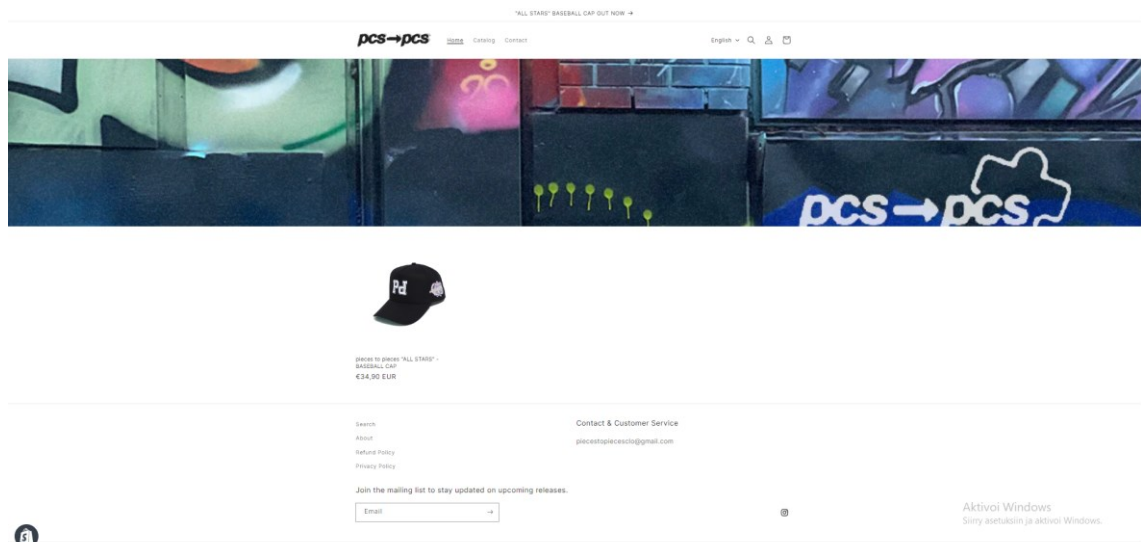 "ALL STARS" BASEBALL CAP OUT NOW →
pcs→pcs
Home Catalog Contact
English
pcs→pcs
Pd
pieces to pieces "ALL STARS" -
BASEBALL CAP
€34,90 EUR
Search
About
Refund Policy
Privacy Policy
Contact & Customer Service
piecestopiecesclo@gmail.com
Join the mailing list to stay updated on upcoming releases.
Email →
Aktivoi Windows
Siirry asetuksiin ja aktivoi Windows.